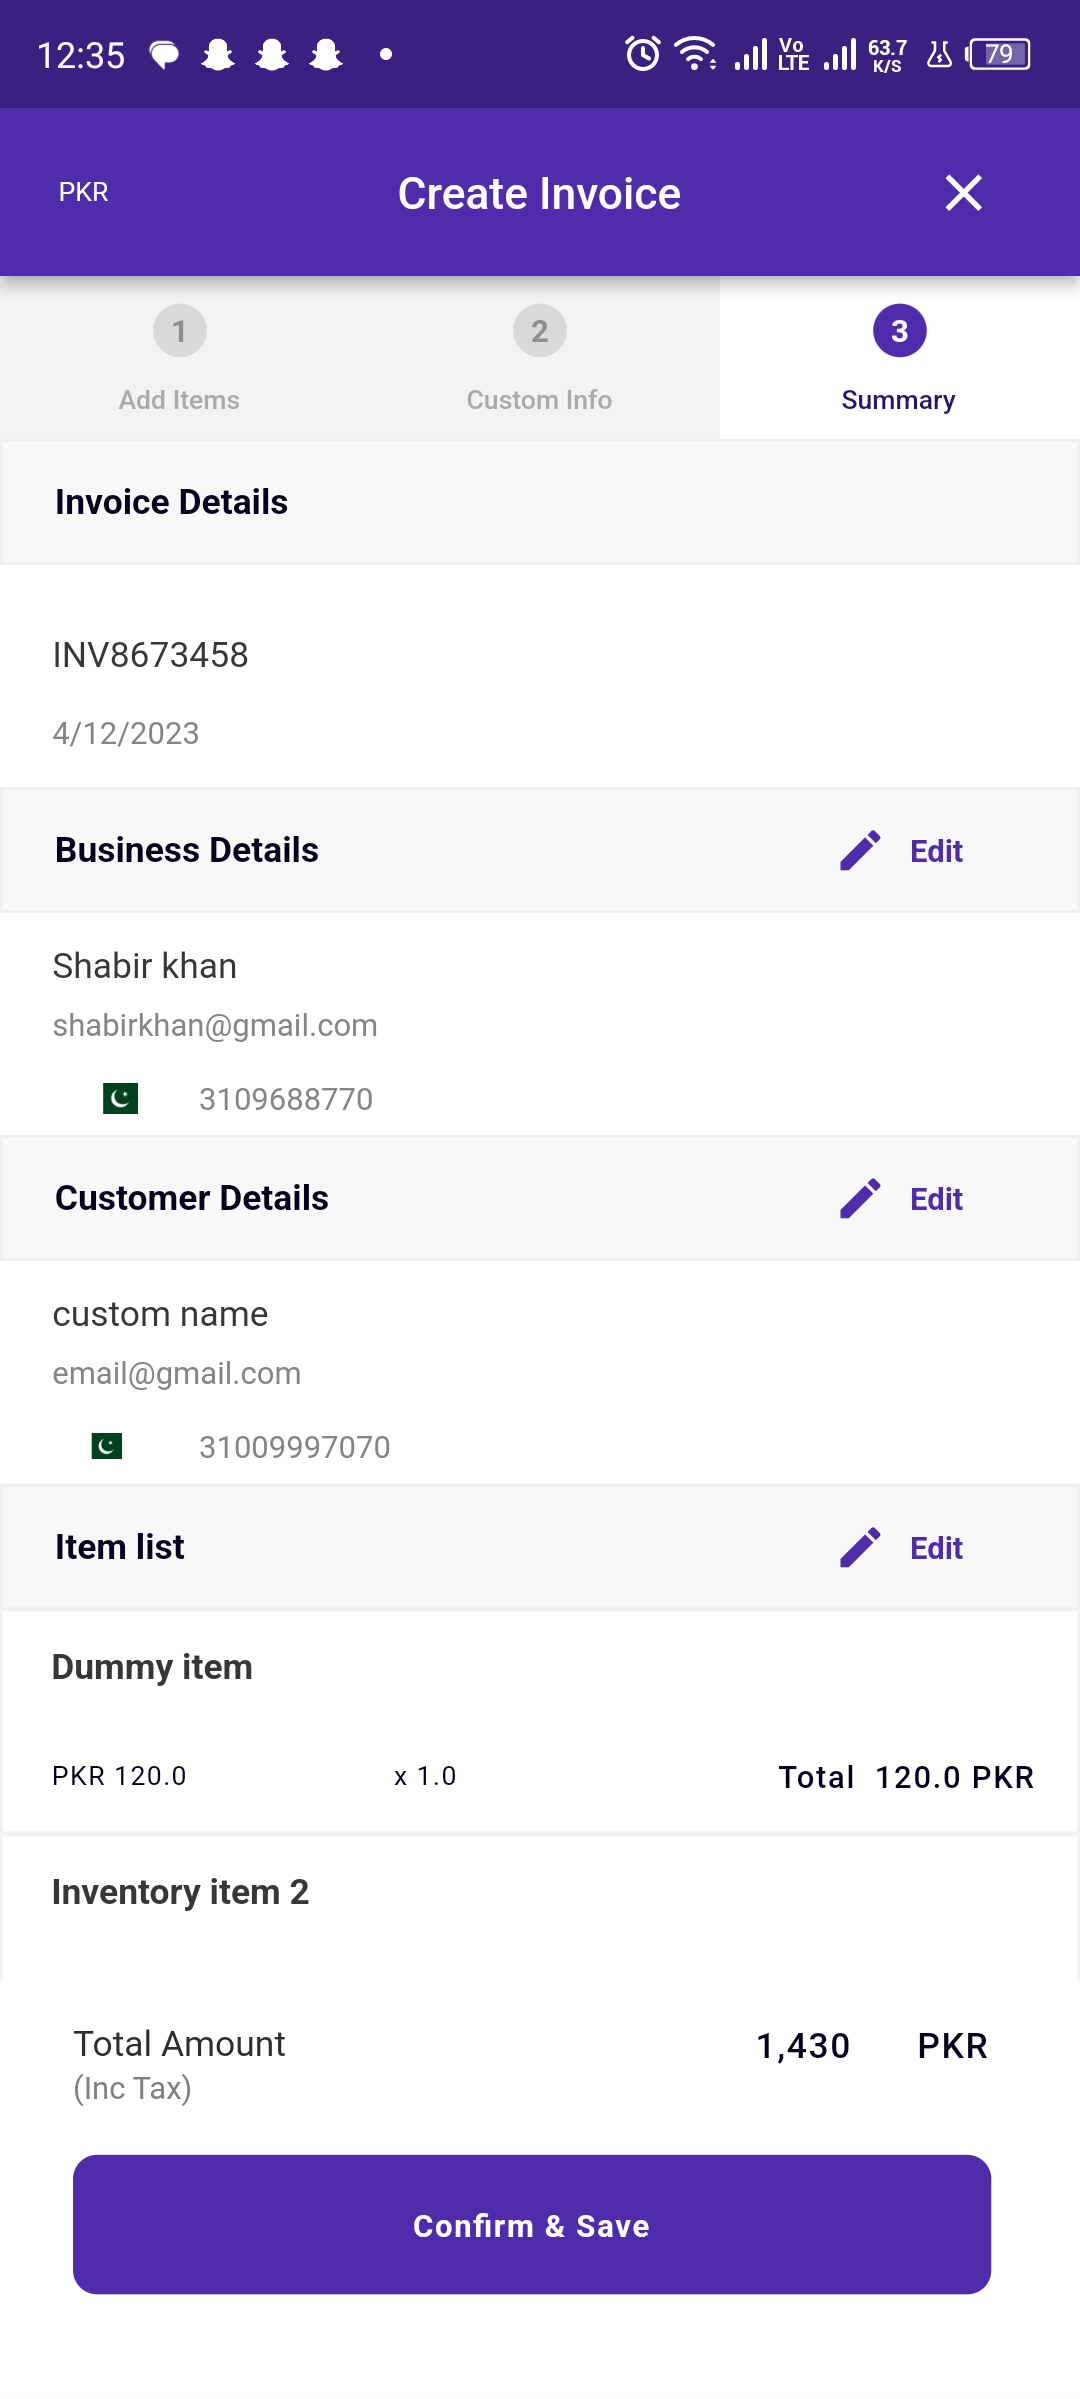 12:35 Vo LTE 63.7 K/S 79
PKR Create Invoice
1 2 3
Add Items Custom Info Summary
Invoice Details
INV8673458
4/12/2023
Business Details Edit
Shabir khan
shabirkhan@gmail.com
3109688770
Customer Details Edit
custom name
email@gmail.com
31009997070
Item list Edit
Dummy item
PKR 120.0 x 1.0 Total 120.0 PKR
Inventory item 2
Total Amount 1,430 PKR
(Inc Tax)
Confirm & Save